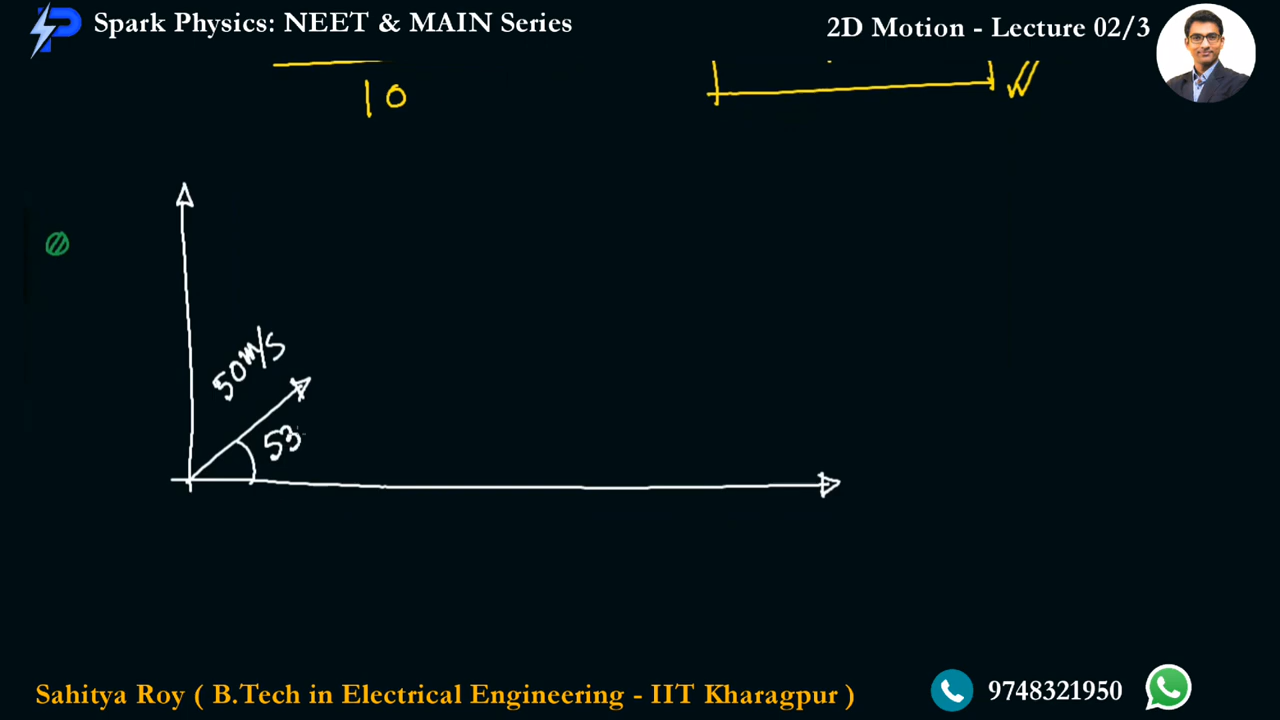 Spark Physics: NEET & MAIN Series
2D Motion - Lecture 02/3
10
50m/s
53
Sahitya Roy ( B.Tech in Electrical Engineering - IIT Kharagpur )
9748321950